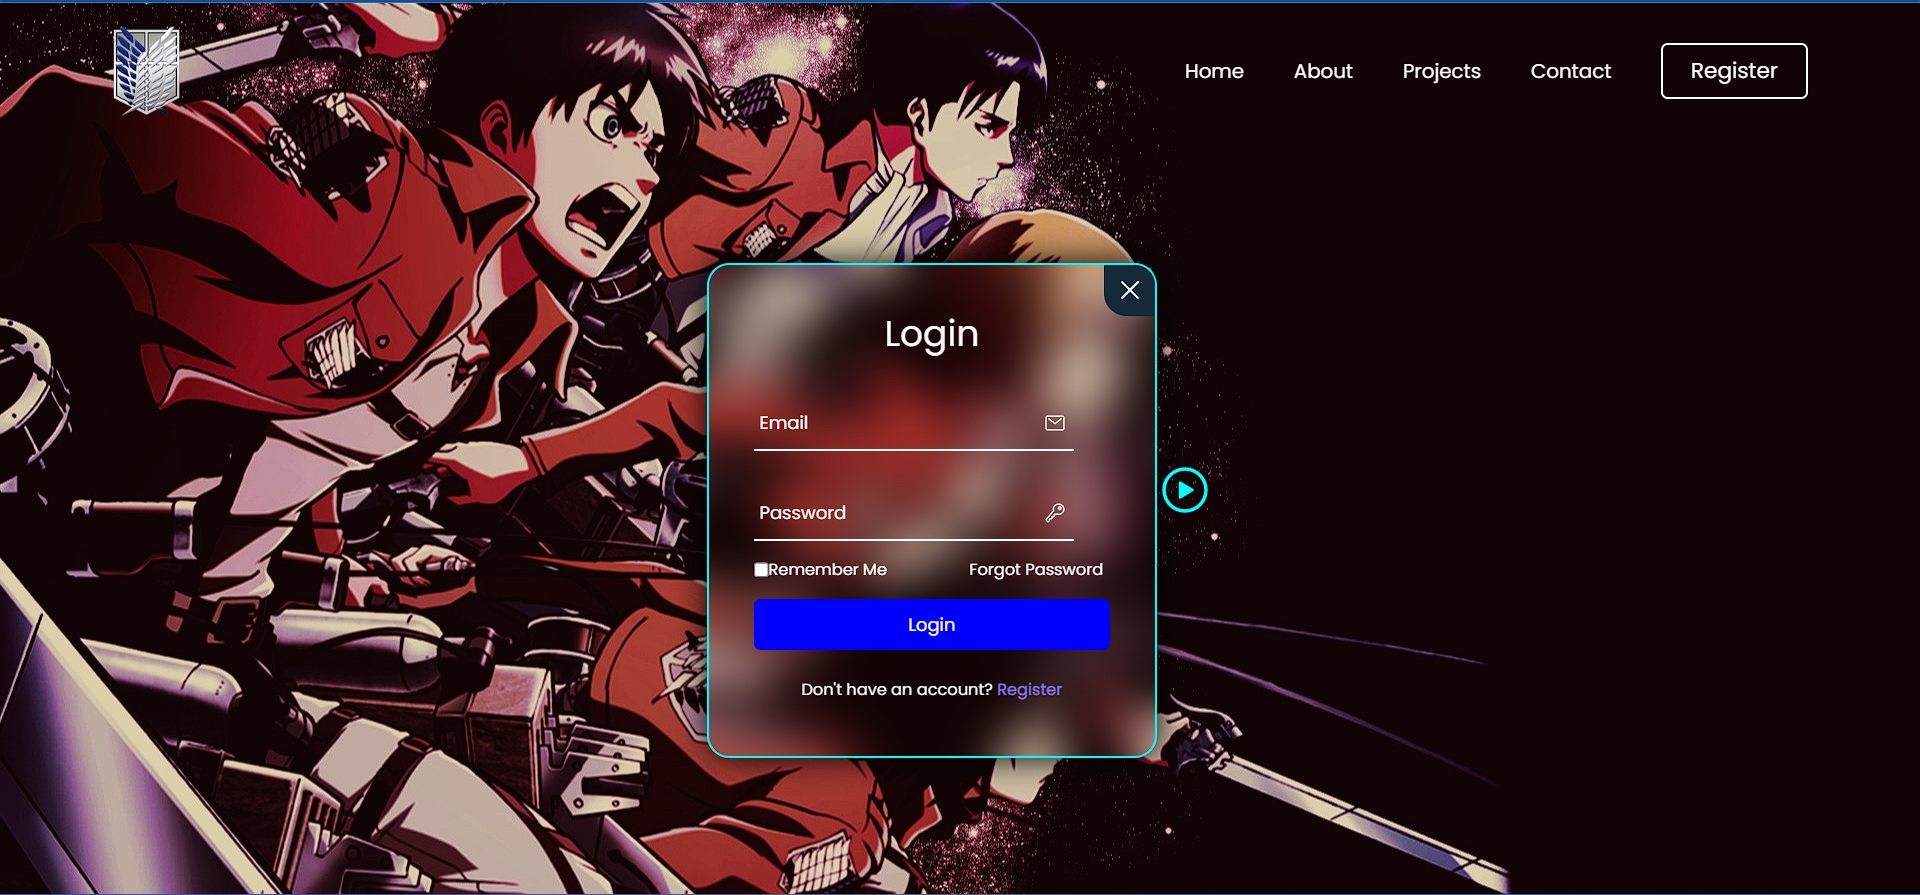 Home About Projects Contact Register
Login
Email
Password
Remember Me Forgot Password
Login
Don't have an account? Register